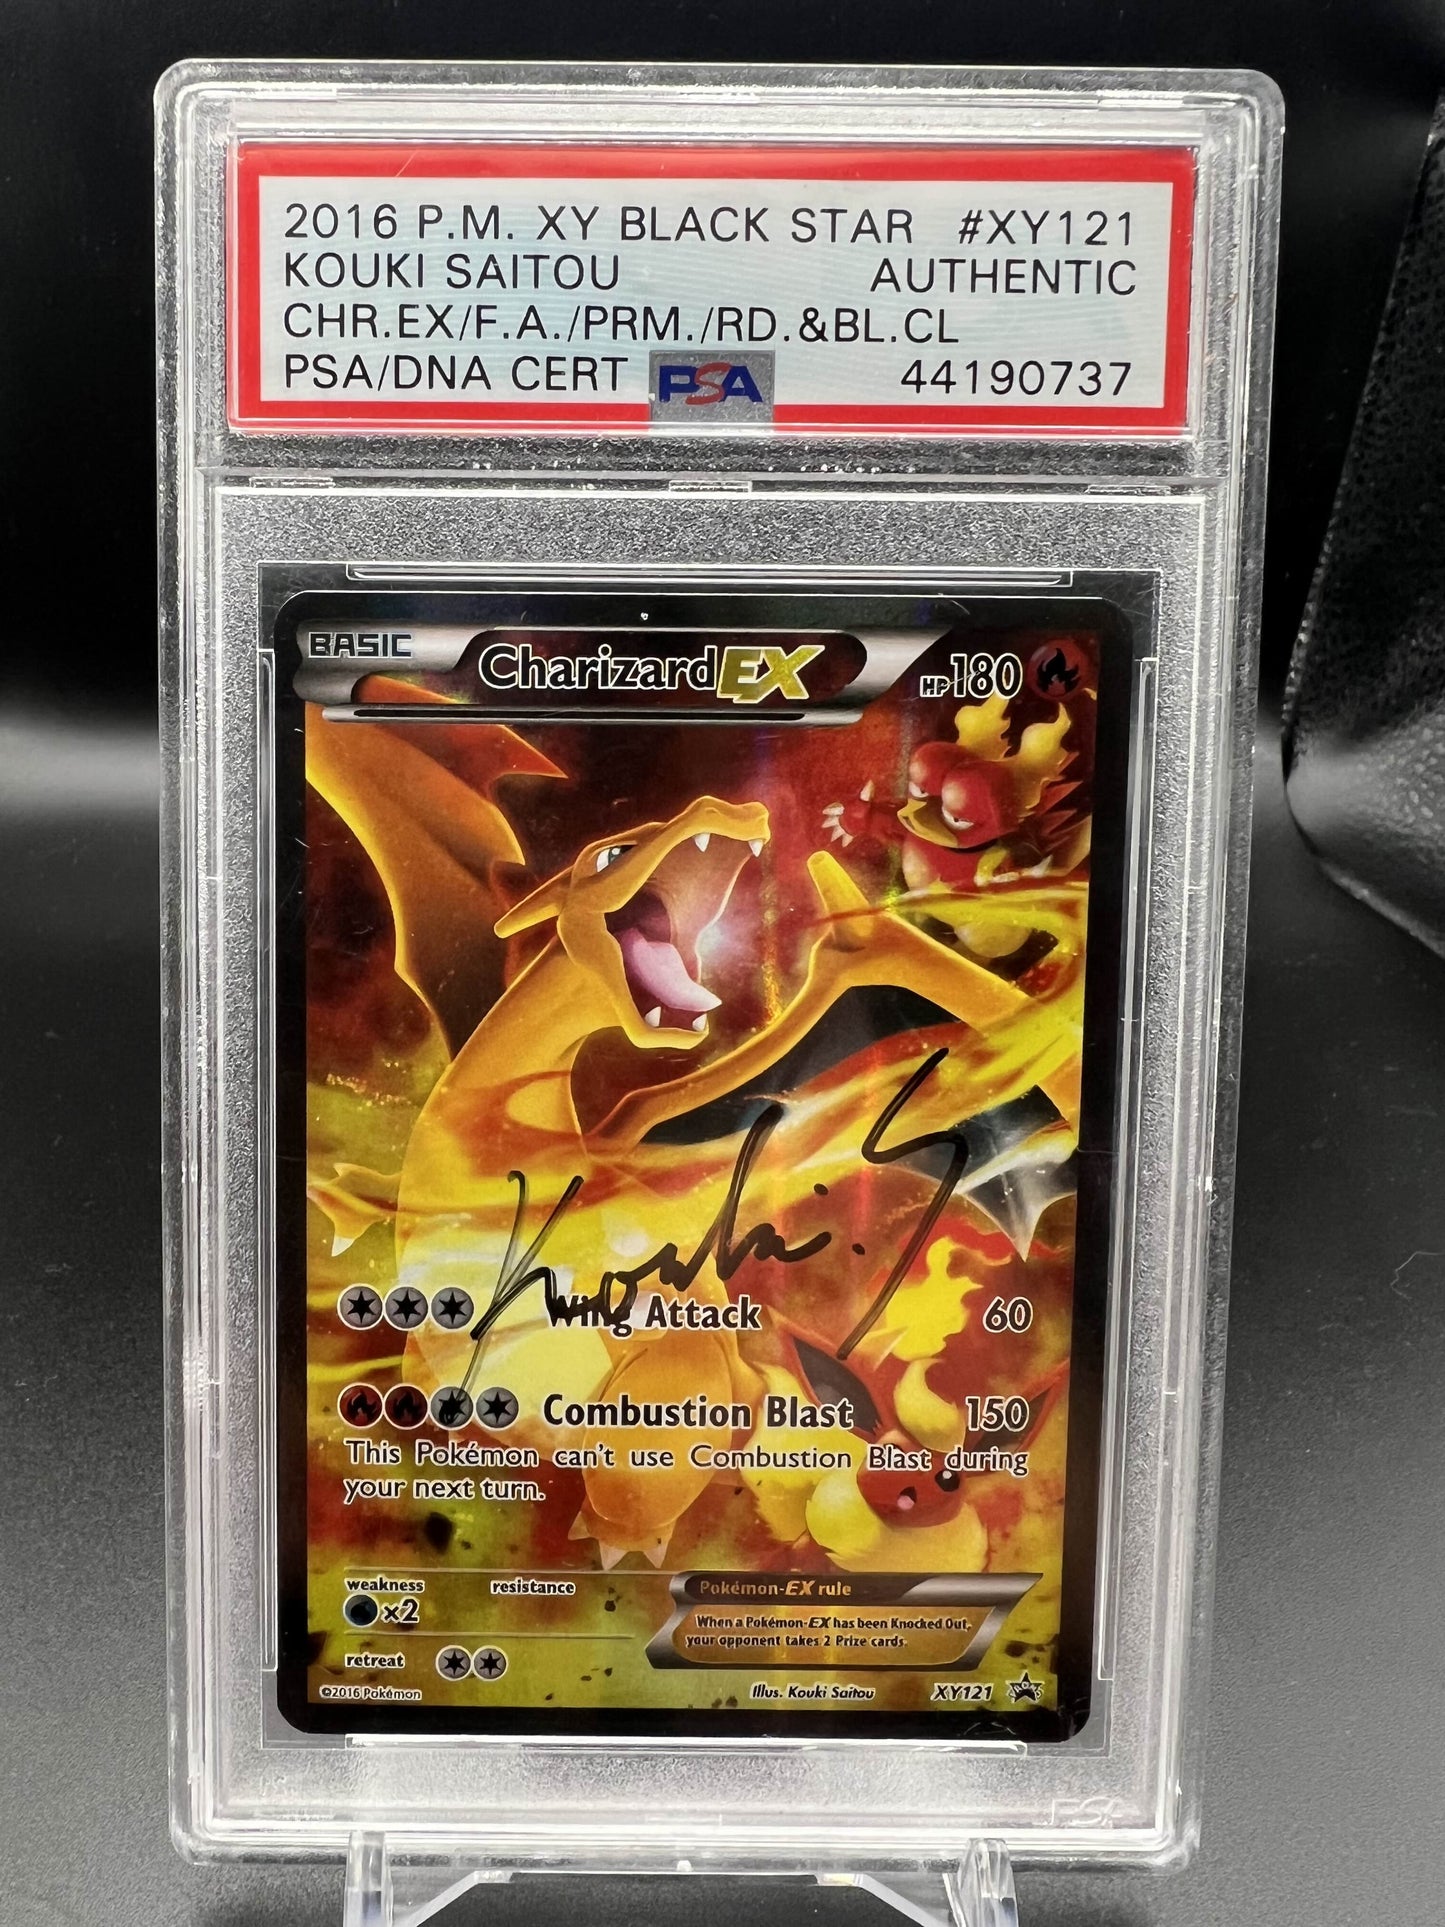 2016 P.M. XY BLACK STAR #XY121
KOUKI SAITOU AUTHENTIC
CHR.EX/F.A./PRM./RD.&BL.CL
PSA/DNA CERT PSA 44190737
BASIC CharizardEX HP180
Kouki.S
Wing Attack 60
Combustion Blast 150
This Pokémon can't use Combustion Blast during
your next turn.
weakness resistance
×2
retreat
Pokémon-EX rule
When a Pokémon-EX has been Knocked Out,
your opponent takes 2 Prize cards.
©2016 Pokémon Illus. Kouki Saitou XY121
PSA